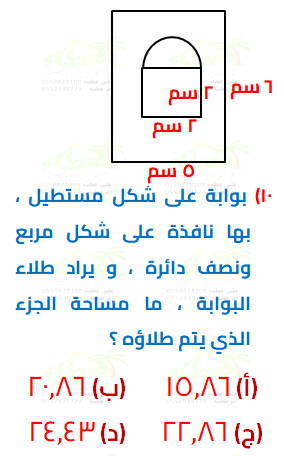 ٦ سم
٢ سم
٢ سم
٥ سم
١٠) بوابة على شكل مستطيل ،
بها نافذة على شكل مربع
ونصف دائرة ، و يراد طلاء
البوابة ، ما مساحة الجزء
الذي يتم طلاؤه ؟
(أ) ١٥,٨٦ (ب) ٢٠,٨٦
(ج) ٢٢,٨٦ (د) ٢٤,٤٣